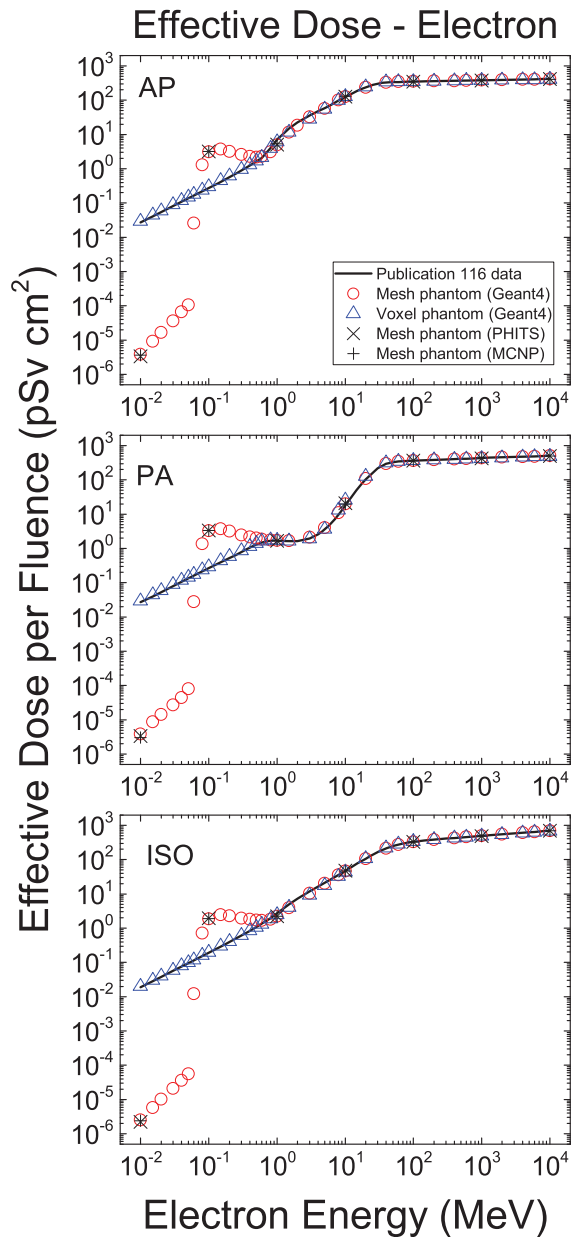 Effective Dose - Electron
Effective Dose per Fluence (pSv cm²)
AP
10³
10²
10¹
10⁰
10⁻¹
10⁻²
10⁻³
10⁻⁴
10⁻⁵
10⁻⁶
Publication 116 data
Mesh phantom (Geant4)
Voxel phantom (Geant4)
Mesh phantom (PHITS)
Mesh phantom (MCNP)
10⁻² 10⁻¹ 10⁰ 10¹ 10² 10³ 10⁴
PA
10³
10²
10¹
10⁰
10⁻¹
10⁻²
10⁻³
10⁻⁴
10⁻⁵
10⁻⁶
10⁻² 10⁻¹ 10⁰ 10¹ 10² 10³ 10⁴
ISO
10³
10²
10¹
10⁰
10⁻¹
10⁻²
10⁻³
10⁻⁴
10⁻⁵
10⁻⁶
10⁻² 10⁻¹ 10⁰ 10¹ 10² 10³ 10⁴
Electron Energy (MeV)